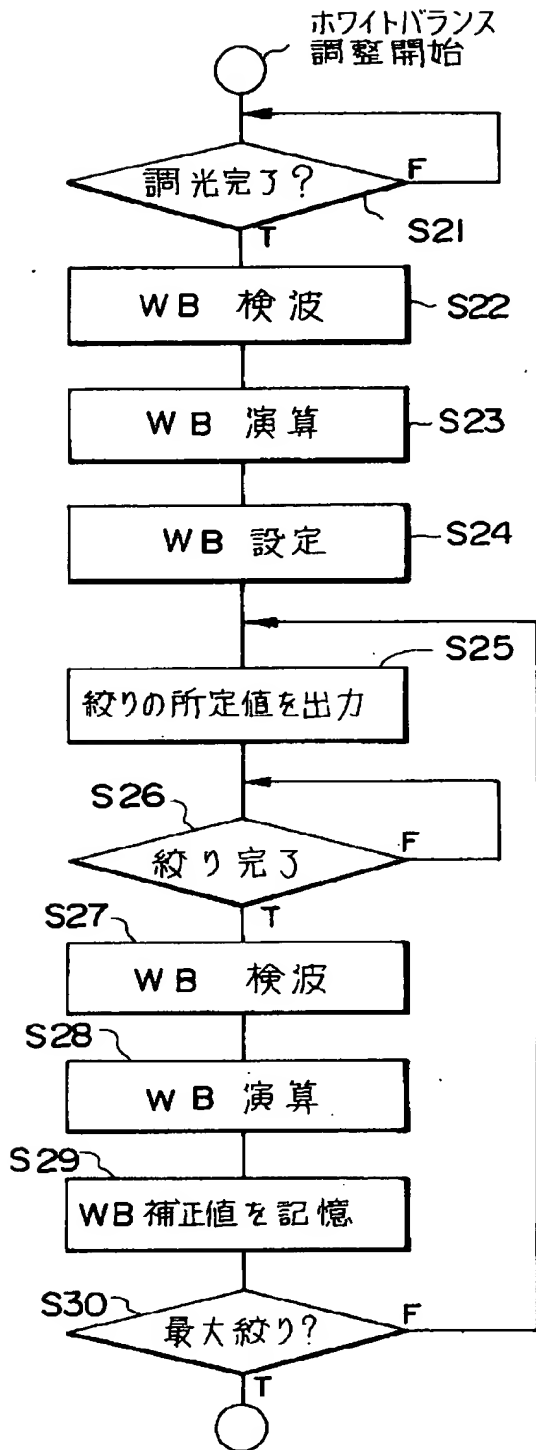 ホワイトバランス
調整開始
調光完了?
F
S21
T
WB 検波
S22
WB 演算
S23
WB 設定
S24
S25
絞りの所定値を出力
S26
F
絞り完了
T
S27
WB 検波
S28
WB 演算
S29
WB補正値を記憶
S30
F
最大絞り?
T